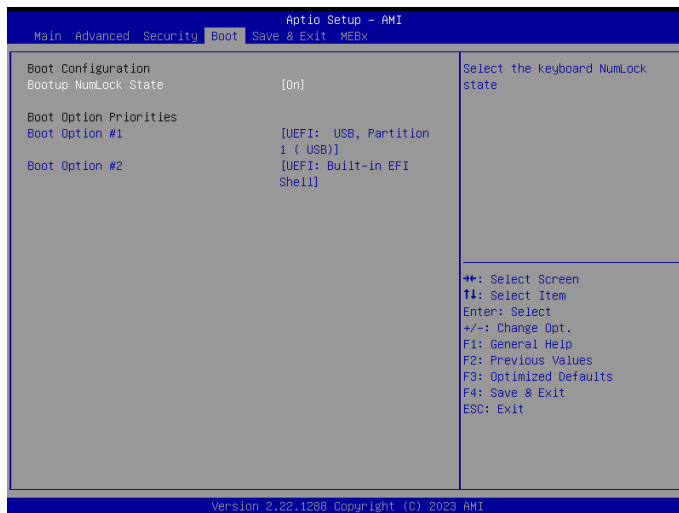 Aptio Setup - AMI
Main Advanced Security Boot Save & Exit MEBx
Boot Configuration
Bootup NumLock State [On]
Boot Option Priorities
Boot Option #1 [UEFI: USB, Partition
1 ( USB)]
Boot Option #2 [UEFI: Built-in EFI
Shell]
Select the keyboard NumLock
state
→←: Select Screen
↑↓: Select Item
Enter: Select
+/-: Change Opt.
F1: General Help
F2: Previous Values
F3: Optimized Defaults
F4: Save & Exit
ESC: Exit
Version 2.22.1288 Copyright (C) 2023 AMI